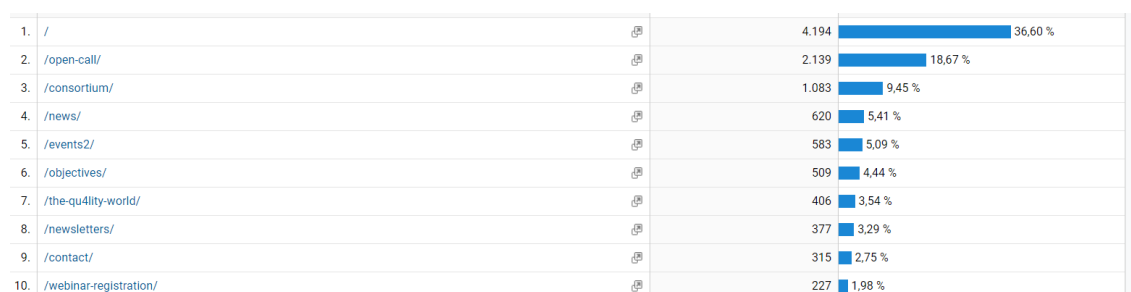 1. / 4.194 36,60 %
2. /open-call/ 2.139 18,67 %
3. /consortium/ 1.083 9,45 %
4. /news/ 620 5,41 %
5. /events2/ 583 5,09 %
6. /objectives/ 509 4,44 %
7. /the-qu4lity-world/ 406 3,54 %
8. /newsletters/ 377 3,29 %
9. /contact/ 315 2,75 %
10. /webinar-registration/ 227 1,98 %